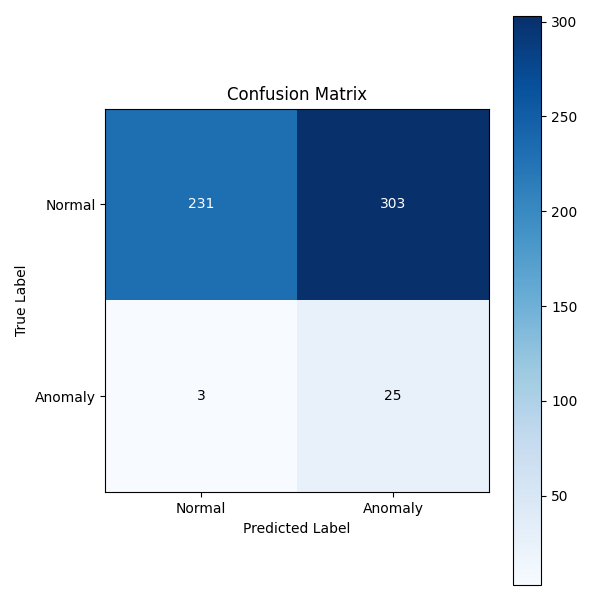 Confusion Matrix
300
250
200
150
100
50
True Label
Normal
231
303
Anomaly
3
25
Normal
Anomaly
Predicted Label